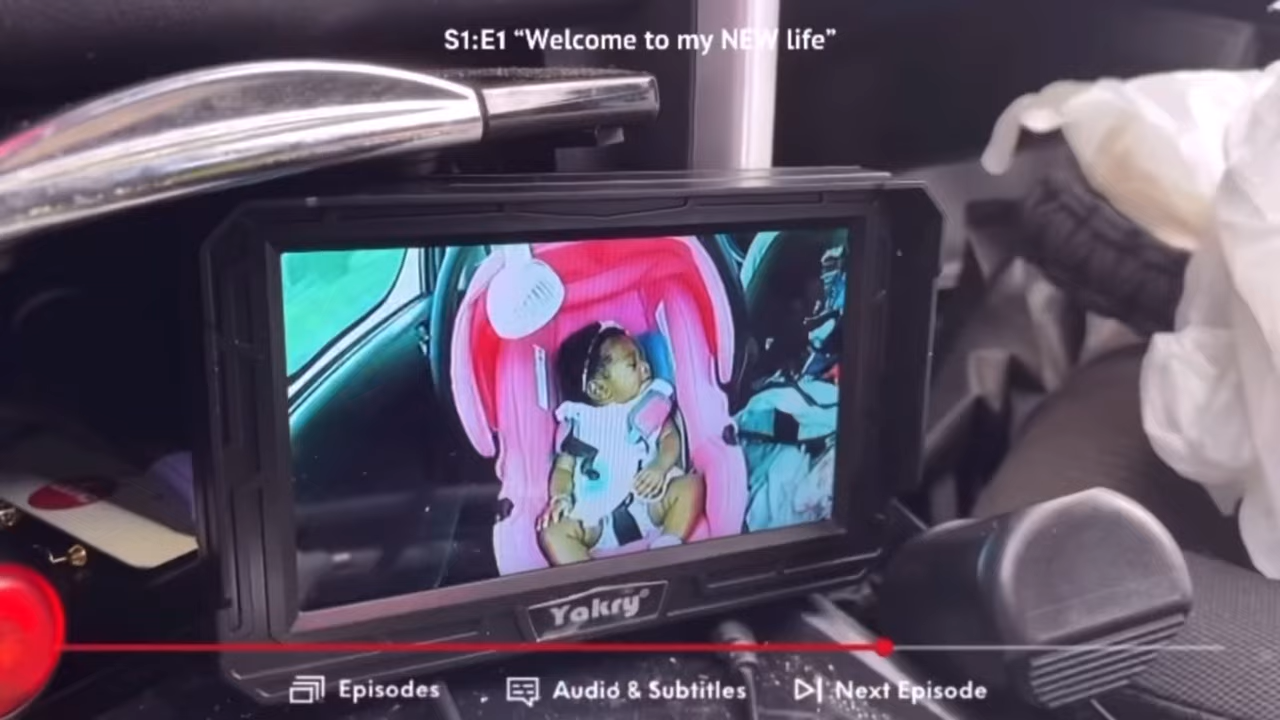 S1:E1 “Welcome to my NEW life”
Yakry®
Episodes
Audio & Subtitles
Next Episode